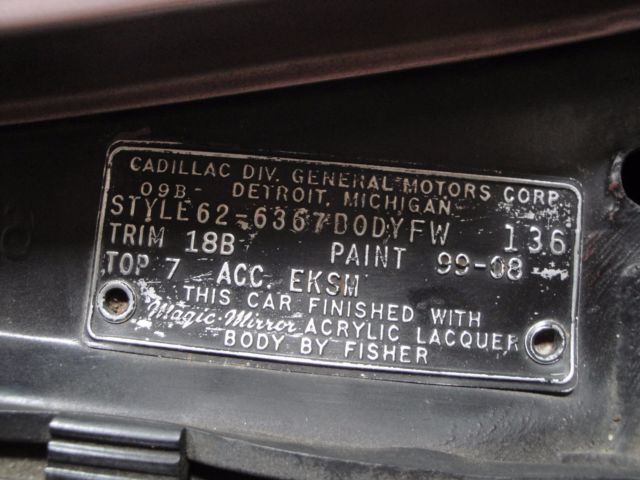 CADILLAC DIV. GENERAL MOTORS CORP
09B DETROIT, MICHIGAN
STYLE 62-6367 BODY FW 136
TRIM 18B PAINT 99-08
TOP 7 ACC. EKSM
THIS CAR FINISHED WITH
Magic-Mirror ACRYLIC LACQUER
BODY BY FISHER